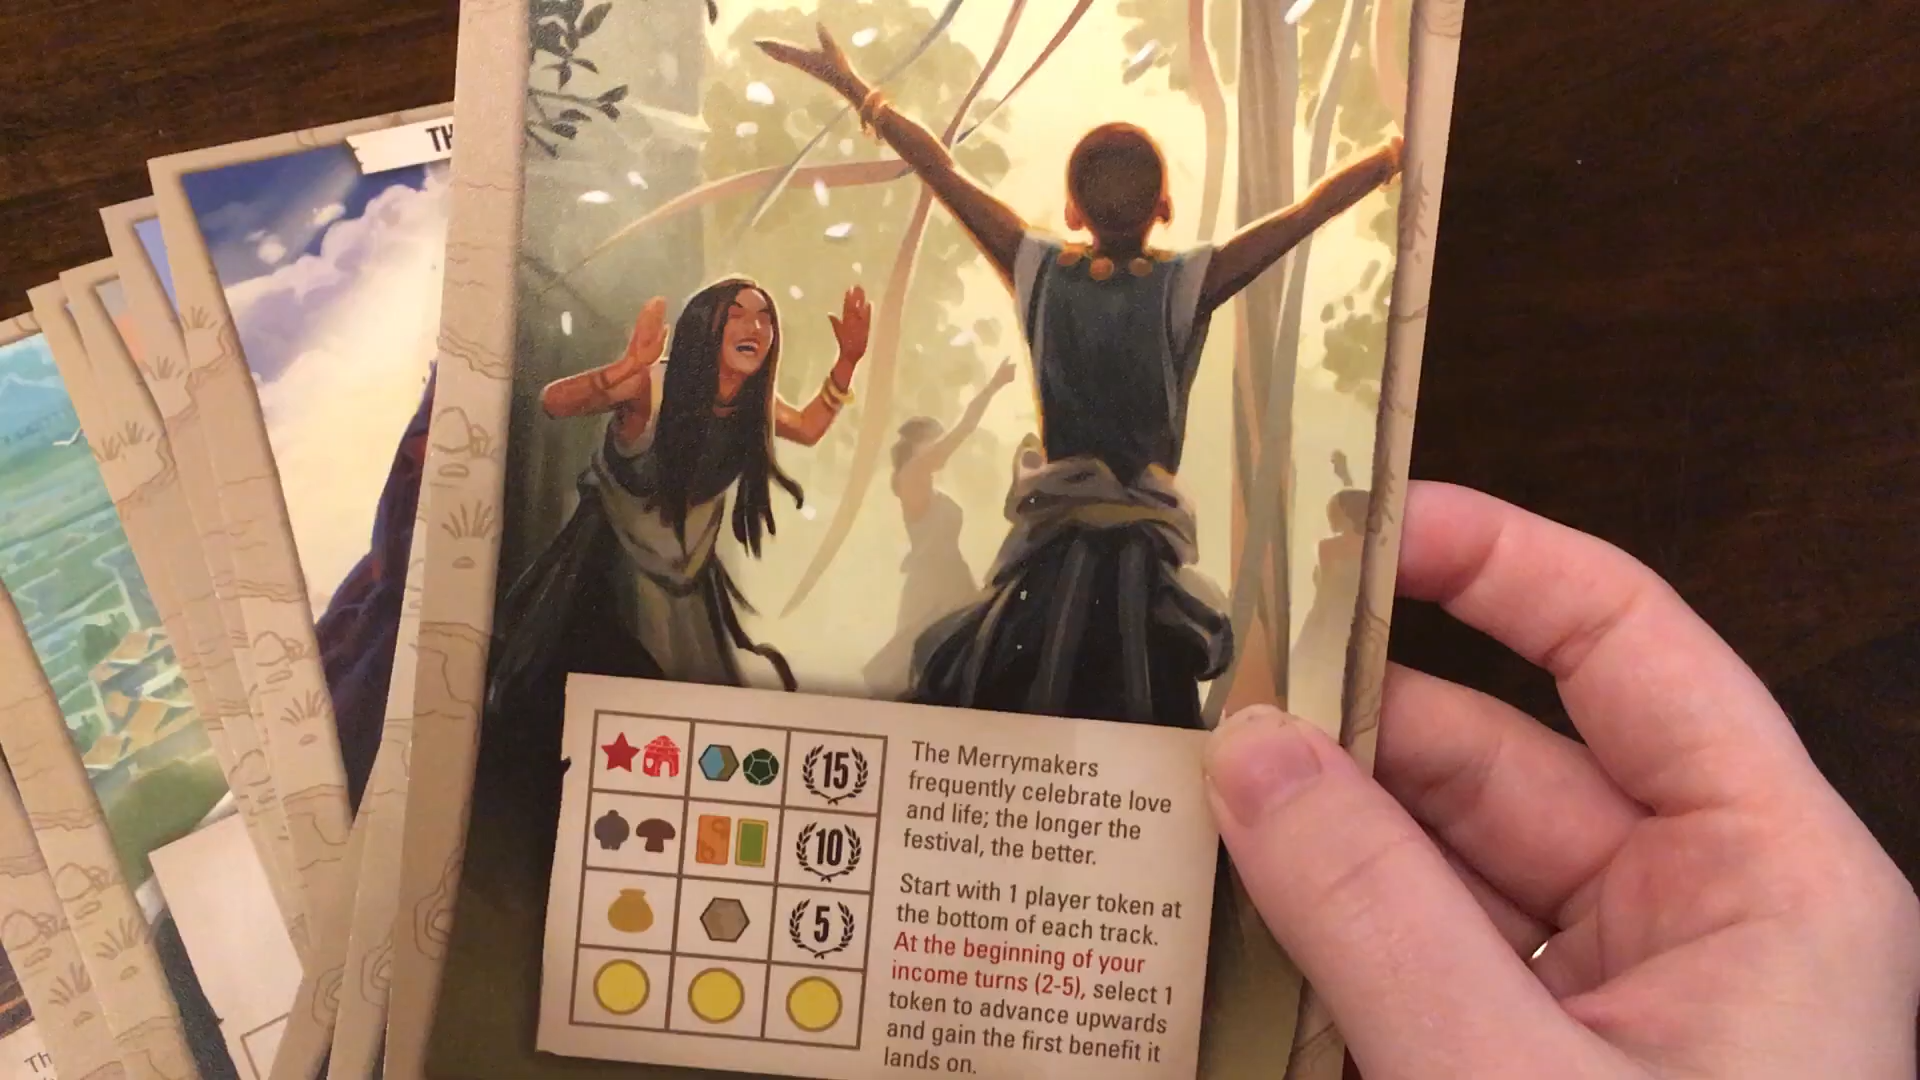 TH
15
10
5
The Merrymakers
frequently celebrate love
and life; the longer the
festival, the better.
Start with 1 player token at
the bottom of each track.
At the beginning of your
income turns (2-5), select 1
token to advance upwards
and gain the first benefit it
lands on.
Th